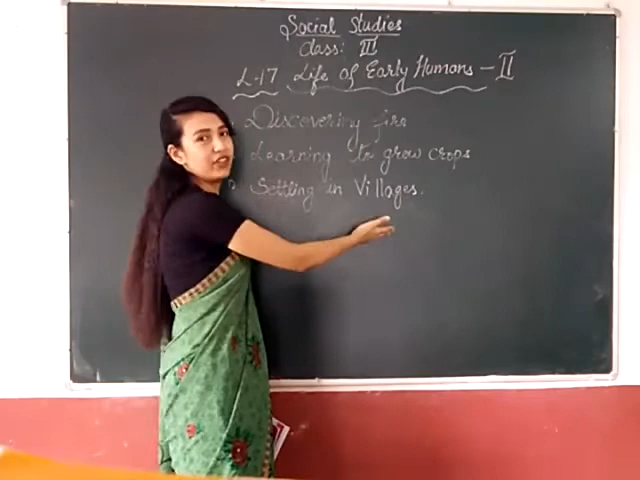 Social Studies
Class: III
L.17 Life of Early Humans - II
Discovering fire
Learning to grow crops
Settling in Villages.